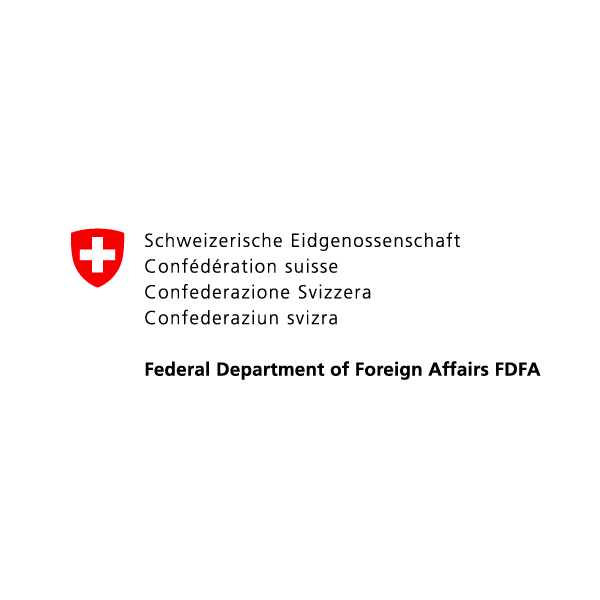 Schweizerische Eidgenossenschaft
Confédération suisse
Confederazione Svizzera
Confederaziun svizra
Federal Department of Foreign Affairs FDFA